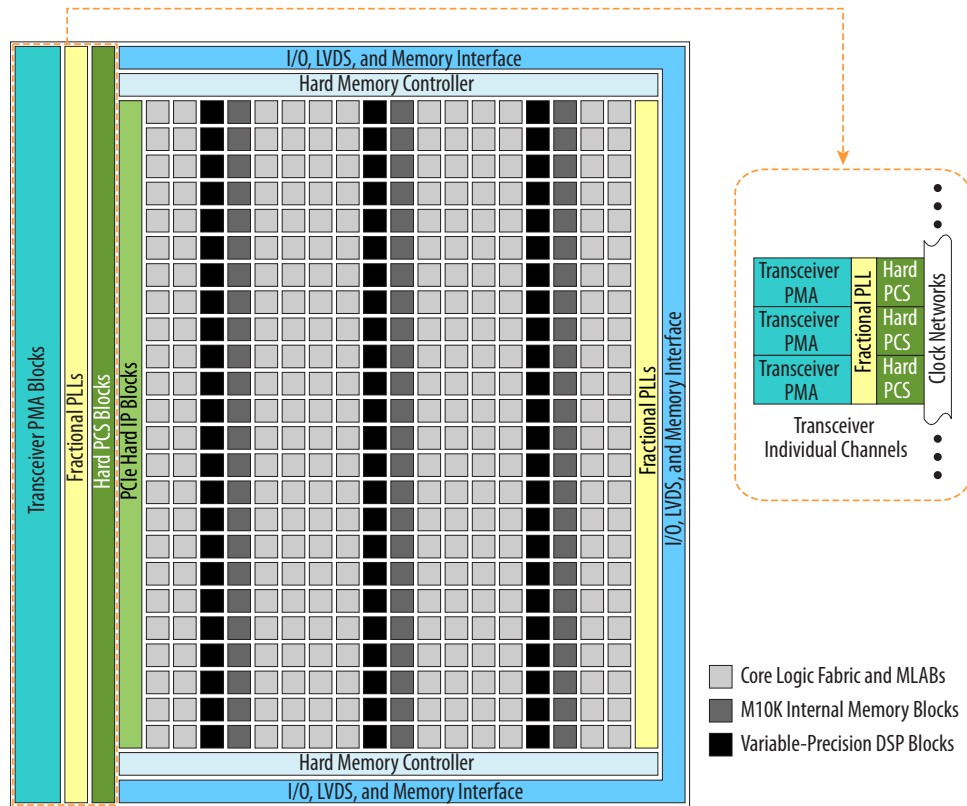 I/O, LVDS, and Memory Interface
Hard Memory Controller
Transceiver PMA Blocks
Fractional PLLs
Hard PCS Blocks
PCIe Hard IP Blocks
Fractional PLLs
I/O, LVDS, and Memory Interface
Hard Memory Controller
I/O, LVDS, and Memory Interface
Transceiver
PMA
Transceiver
PMA
Transceiver
PMA
Fractional PLL
Hard
PCS
Hard
PCS
Hard
PCS
Clock Networks
Transceiver
Individual Channels
Core Logic Fabric and MLABs
M10K Internal Memory Blocks
Variable-Precision DSP Blocks